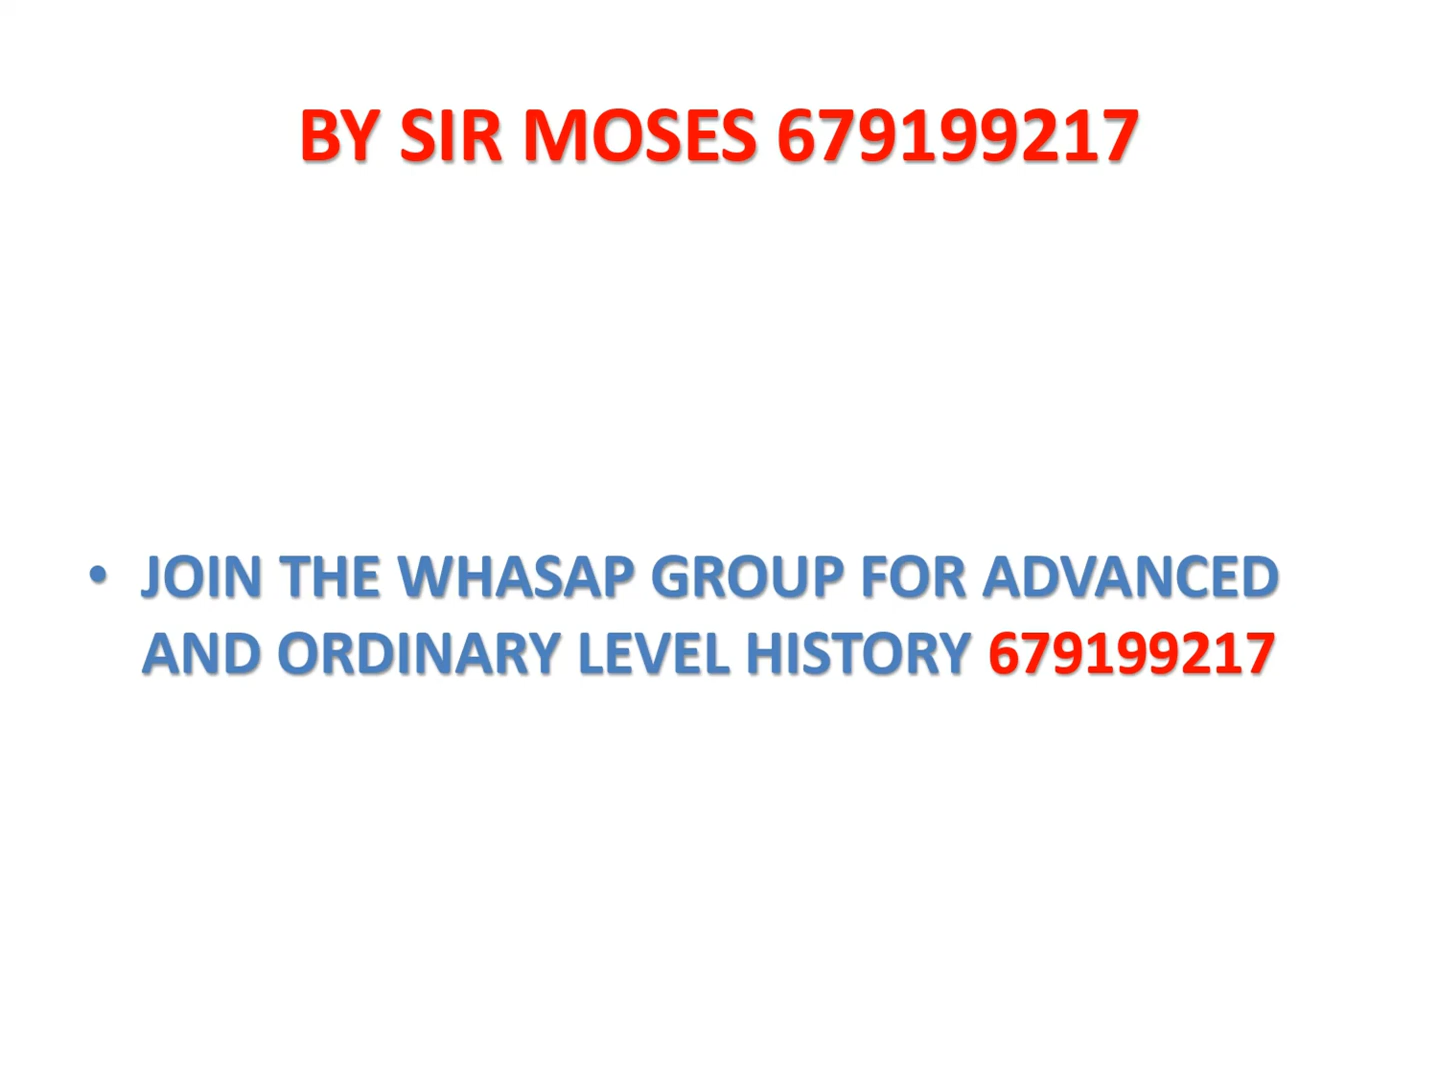 BY SIR MOSES 679199217
• JOIN THE WHASAP GROUP FOR ADVANCED
AND ORDINARY LEVEL HISTORY 679199217